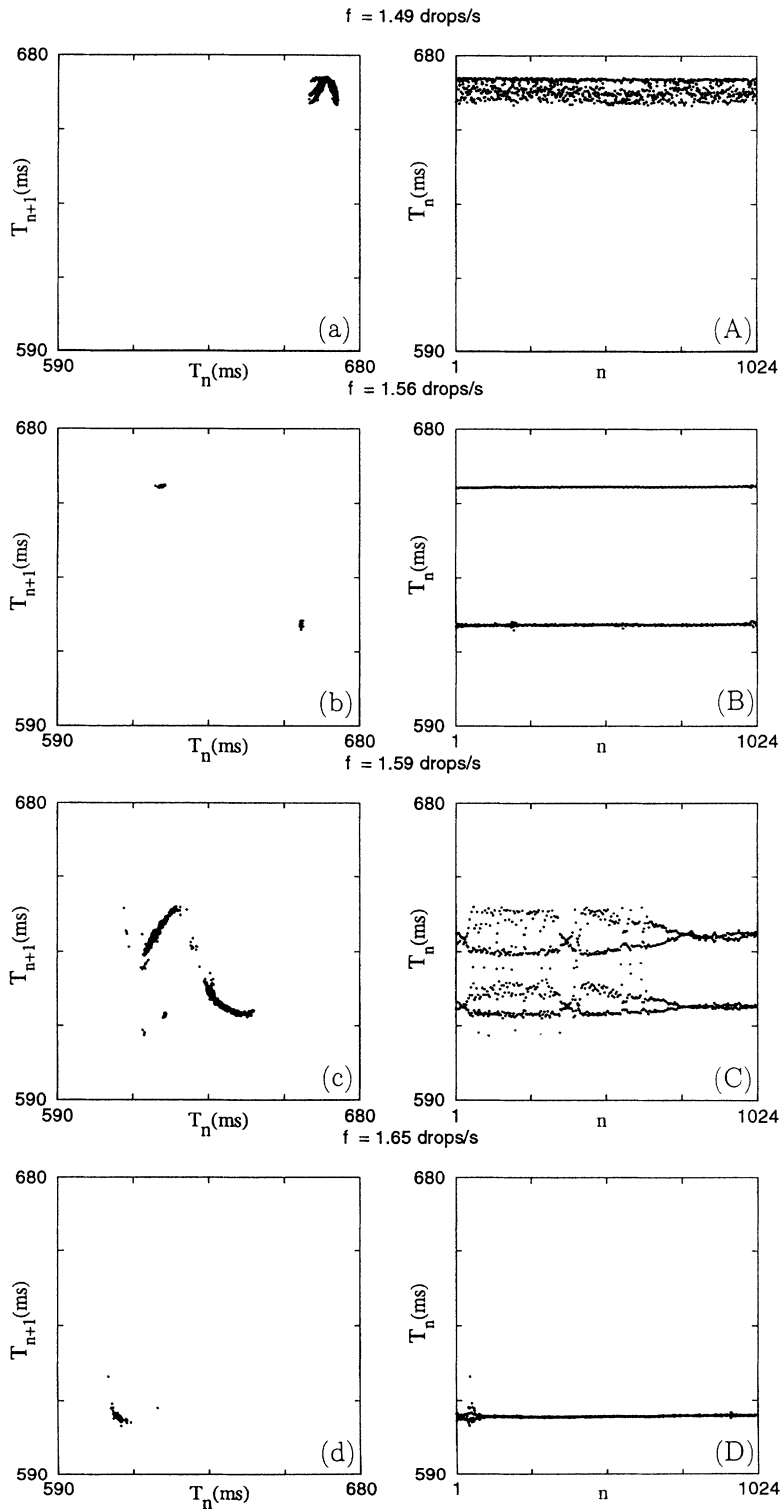 f = 1.49 drops/s
680
680
T_{n+1}(ms)
T_n(ms)
(a)
(A)
590
590
590
T_n(ms)
680
1
n
1024
f = 1.56 drops/s
680
680
T_{n+1}(ms)
T_n(ms)
(b)
(B)
590
590
590
T_n(ms)
680
1
n
1024
f = 1.59 drops/s
680
680
T_{n+1}(ms)
T_n(ms)
(c)
(C)
590
590
590
T_n(ms)
680
1
n
1024
f = 1.65 drops/s
680
680
T_{n+1}(ms)
T_n(ms)
(d)
(D)
590
590
590
T_n(ms)
680
1
n
1024